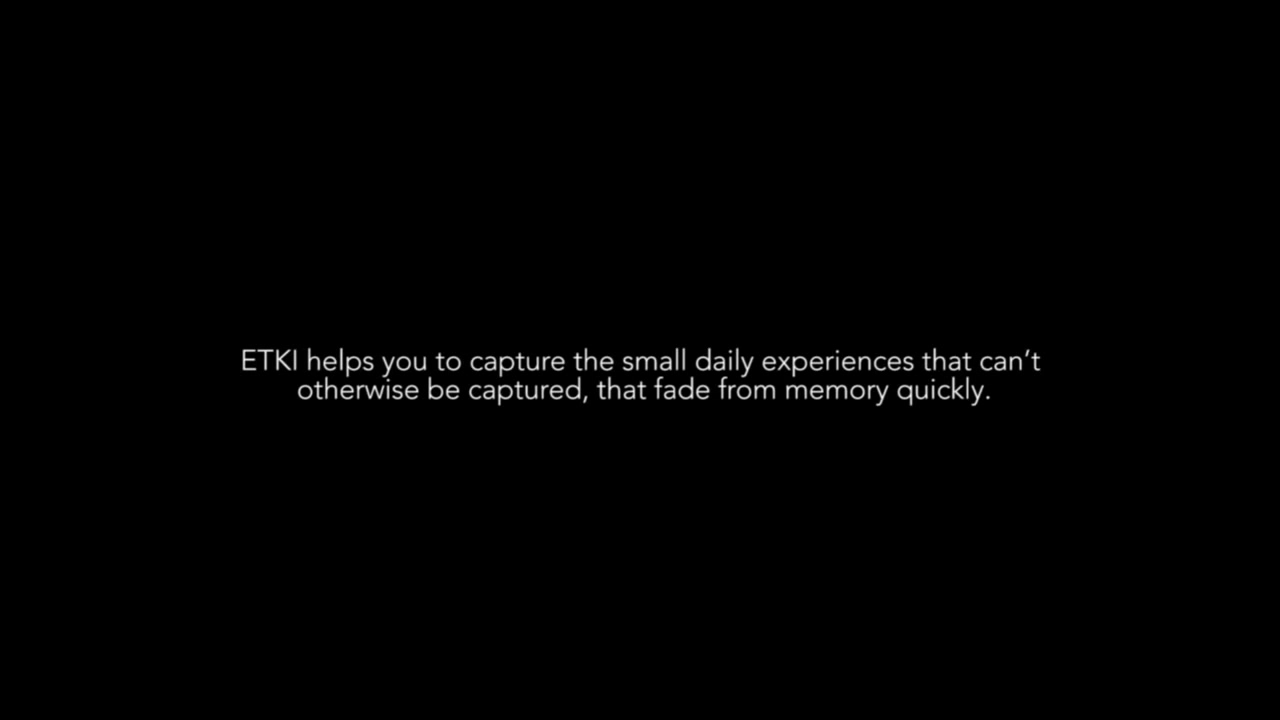 ETKI helps you to capture the small daily experiences that can’t
otherwise be captured, that fade from memory quickly.